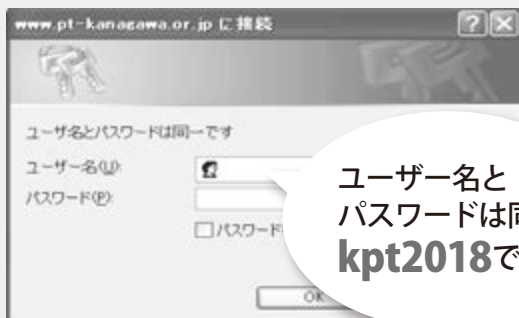 www.pt-kanagawa.or.jp に接続
ユーザ名とパスワードは同一です
ユーザー名(U):
パスワード(P):
パスワード
OK
ユーザー名と
パスワードは同
kpt2018で